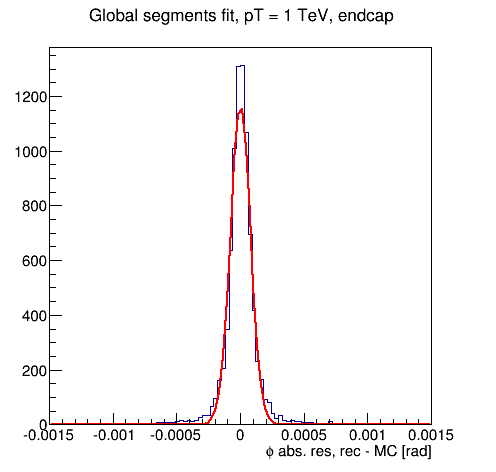 Global segments fit, pT = 1 TeV, endcap
1200
1000
800
600
400
200
0
-0.0015 -0.001 -0.0005 0 0.0005 0.001 0.0015
ϕ abs. res, rec - MC [rad]